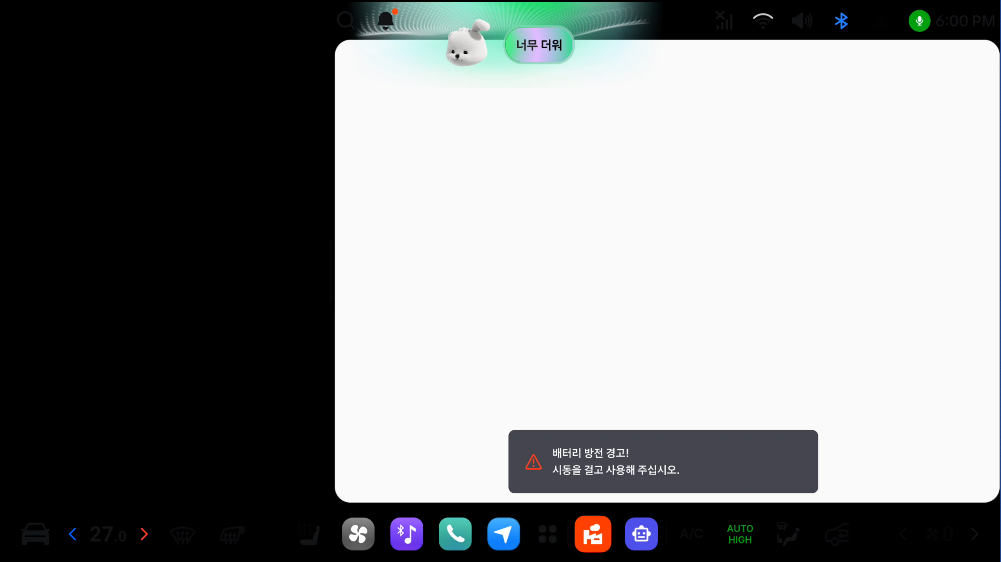 6:00 PM
너무 더워
배터리 방전 경고!
시동을 걸고 사용해 주십시오.
27.0
A/C
AUTO
HIGH
0